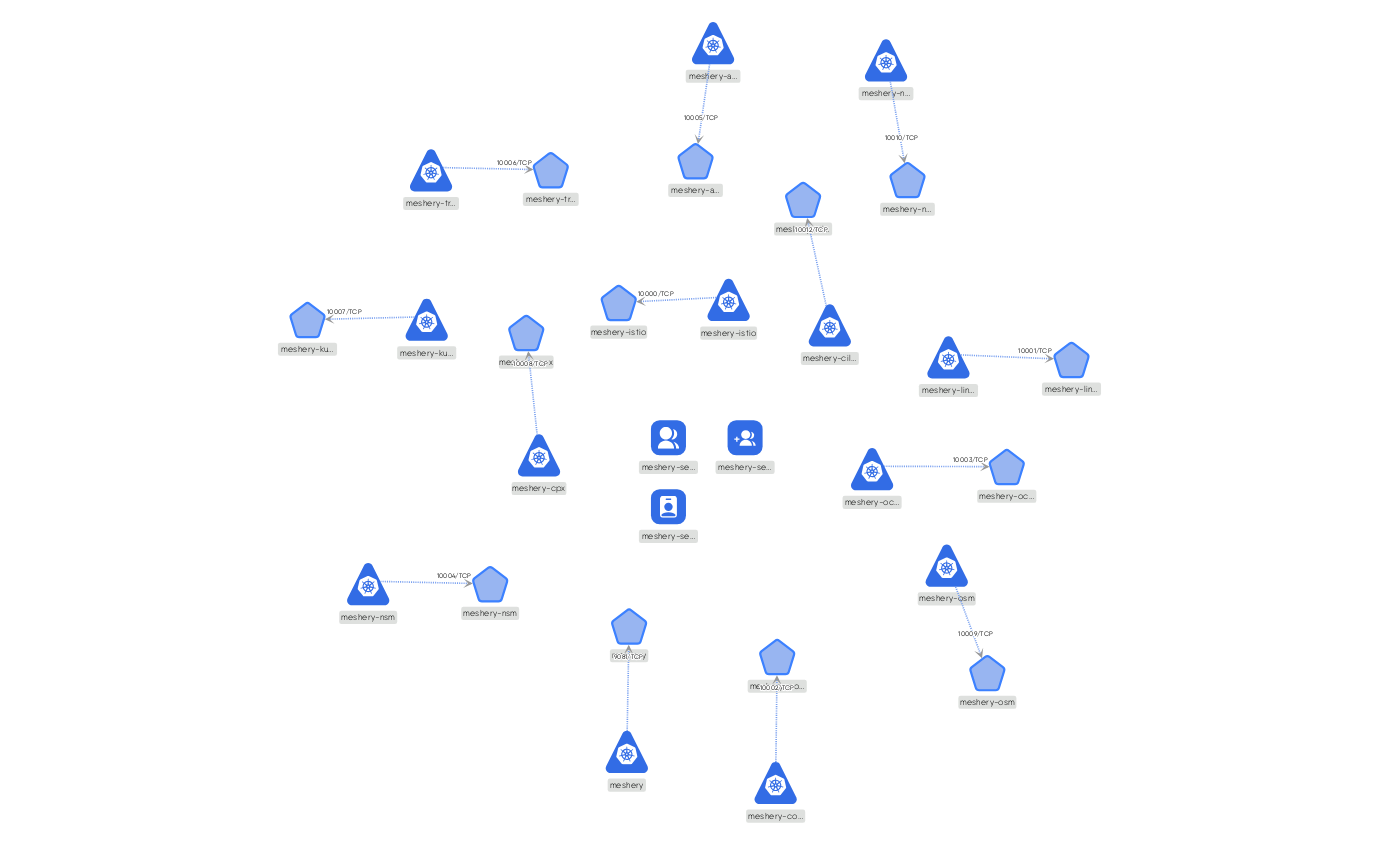 meshery-a...
meshery-n...
10005/TCP
10010/TCP
10006/TCP
meshery-tr...
meshery-tr...
meshery-a...
meshery-n...
10012/TCP
10000/TCP
10007/TCP
meshery-istio
meshery-istio
meshery-ku...
meshery-ku...
10008/TCP
meshery-cil...
10001/TCP
meshery-lin...
meshery-lin...
meshery-se...
meshery-se...
10003/TCP
meshery-cpx
meshery-oc...
meshery-oc...
meshery-se...
10004/TCP
meshery-nsm
meshery-nsm
meshery-osm
10009/TCP
9081/TCP
10002/TCP
meshery-osm
meshery
meshery-co...